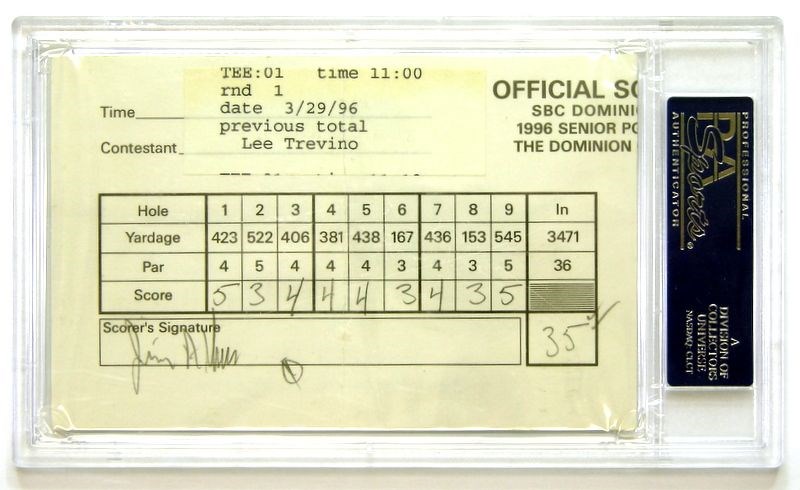 TEE:01 time 11:00
rnd 1
date 3/29/96
previous total
Lee Trevino
Time
Contestant
OFFICIAL SC
SBC DOMINI
1996 SENIOR PO
THE DOMINION
Hole 1 2 3 4 5 6 7 8 9 In
Yardage 423 522 406 381 438 167 436 153 545 3471
Par 4 5 4 4 4 3 4 3 5 36
Score 5 3 4 4 4 3 4 3 5
Scorer's Signature
35
PROFESSIONAL
PSA
Sports
AUTHENTICATOR
A
DIVISION OF
COLLECTORS
UNIVERSE
NASDAQ: CLCT